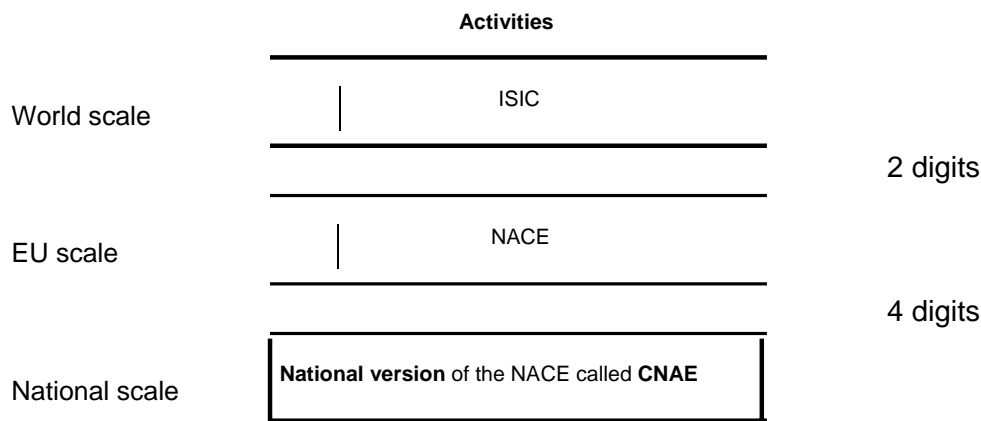 Activities
World scale
ISIC
2 digits
EU scale
NACE
4 digits
National scale
National version of the NACE called CNAE